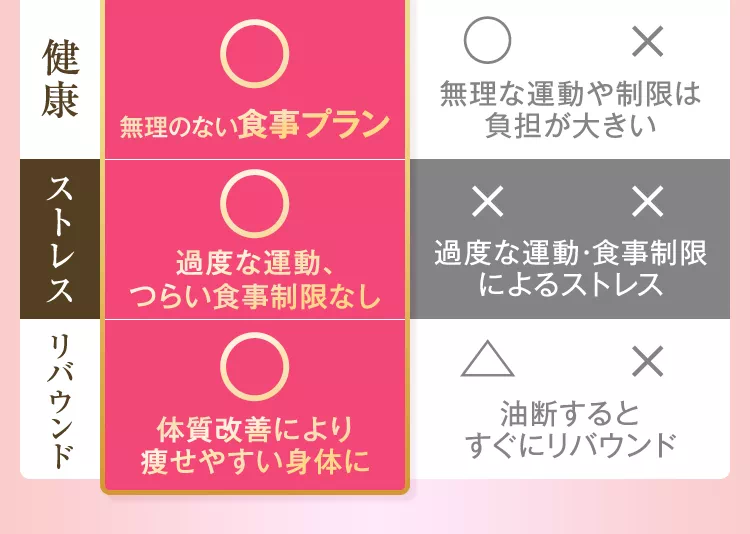 健康
○
無理のない食事プラン
○ ×
無理な運動や制限は
負担が大きい
ストレス
○
過度な運動、
つらい食事制限なし
× ×
過度な運動・食事制限
によるストレス
リバウンド
○
体質改善により
痩せやすい身体に
△ ×
油断すると
すぐにリバウンド